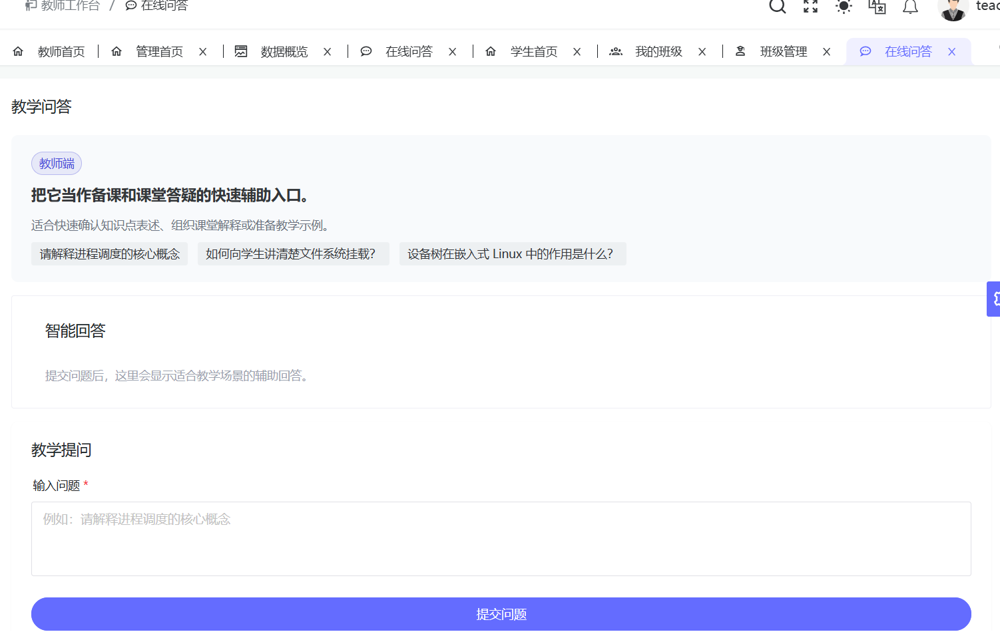 教师工作台 / 在线问答
教师首页 管理首页 X 数据概览 X 在线问答 X 学生首页 X 我的班级 X 班级管理 X 在线问答 X
教学问答
教师端
把它当作备课和课堂答疑的快速辅助入口。
适合快速确认知识点表述、组织课堂解释或准备教学示例。
请解释进程调度的核心概念 如何向学生讲清楚文件系统挂载？ 设备树在嵌入式 Linux 中的作用是什么？
智能回答
提交问题后，这里会显示适合教学场景的辅助回答。
教学提问
输入问题 *
例如：请解释进程调度的核心概念
提交问题